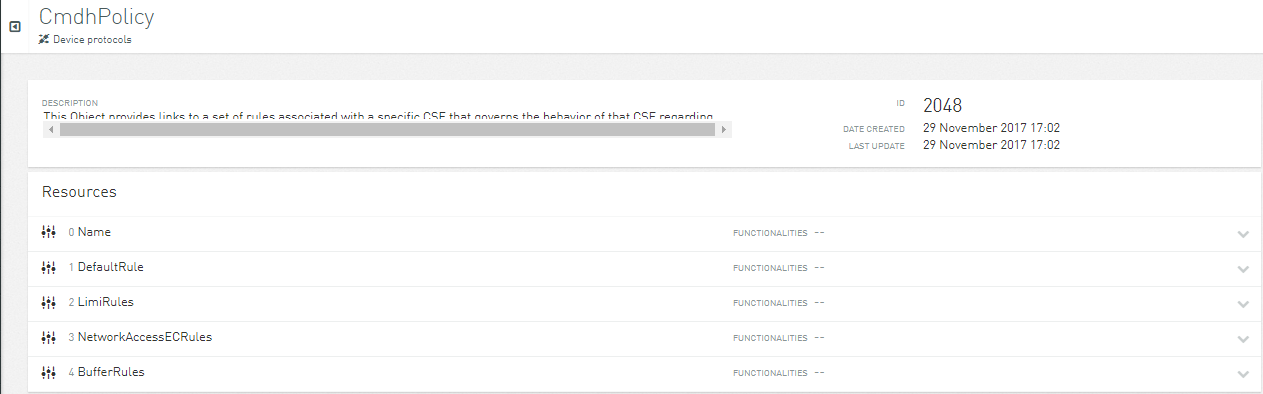 CmdhPolicy
Device protocols
DESCRIPTION
This Object provides links to a set of rules associated with a specific CSE that governs the behavior of that CSE regarding
ID 2048
DATE CREATED 29 November 2017 17:02
LAST UPDATE 29 November 2017 17:02
Resources
0 Name FUNCTIONALITIES --
1 DefaultRule FUNCTIONALITIES --
2 LimiRules FUNCTIONALITIES --
3 NetworkAccessECRules FUNCTIONALITIES --
4 BufferRules FUNCTIONALITIES --